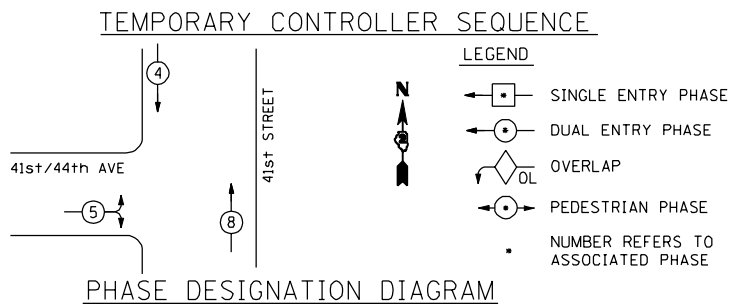 TEMPORARY CONTROLLER SEQUENCE
4
41st/44th AVE
5
8
41st STREET
N
LEGEND
* SINGLE ENTRY PHASE
* DUAL ENTRY PHASE
OL OVERLAP
* PEDESTRIAN PHASE
* NUMBER REFERS TO
ASSOCIATED PHASE
PHASE DESIGNATION DIAGRAM